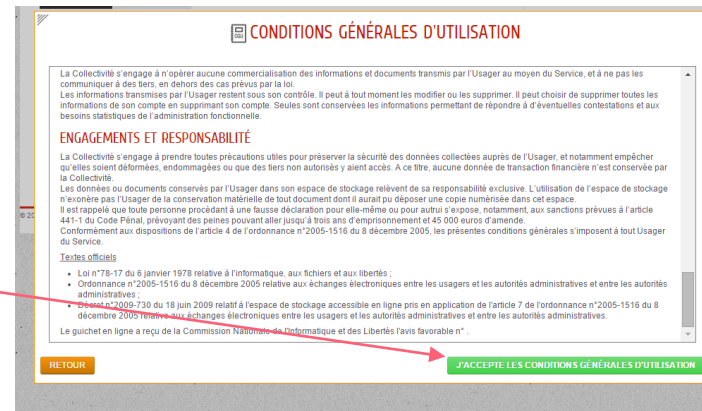 CONDITIONS GÉNÉRALES D'UTILISATION
La Collectivité s'engage à n'opérer aucune commercialisation des informations et documents transmis par l'Usager au moyen du Service, et à ne pas les
communiquer à des tiers, en dehors des cas prévus par la loi.
Les informations transmises par l'Usager restent sous son contrôle. Il peut à tout moment les modifier ou les supprimer. Il peut choisir de supprimer toutes les
informations de son compte en supprimant son compte. Seules sont conservées les informations permettant de répondre à d'éventuelles contestations et aux
besoins statistiques de l'administration fonctionnelle.
ENGAGEMENTS ET RESPONSABILITÉ
La Collectivité s'engage à prendre toutes précautions utiles pour préserver la sécurité des données collectées auprès de l'Usager, et notamment empêcher
qu'elles soient déformées, endommagées ou que des tiers non autorisés y aient accès. A ce titre, aucune donnée de transaction financière n'est conservée par
la Collectivité.
Les données ou documents conservés par l'Usager dans son espace de stockage relèvent de sa responsabilité exclusive. L'utilisation de l'espace de stockage
n'exonère pas l'Usager de la conservation matérielle de tout document dont il aurait pu déposer une copie numérisée dans cet espace.
Il est rappelé que toute personne procédant à une fausse déclaration pour elle-même ou pour autrui s'expose, notamment, aux sanctions prévues à l'article
441-1 du Code Pénal, prévoyant des peines pouvant aller jusqu'à trois ans d'emprisonnement et 45 000 euros d'amende.
Conformément aux dispositions de l'article 4 de l'ordonnance n°2005-1516 du 8 décembre 2005, les présentes conditions générales s'imposent à tout Usager
du Service.
Textes officiels
• Loi n°78-17 du 6 janvier 1978 relative à l'informatique, aux fichiers et aux libertés ;
• Ordonnance n°2005-1516 du 8 décembre 2005 relative aux échanges électroniques entre les usagers et les autorités administratives et entre les autorités
administratives ;
• Décret n°2009-730 du 18 juin 2009 relatif à l'espace de stockage accessible en ligne pris en application de l'article 7 de l'ordonnance n°2005-1516 du 8
décembre 2005 relative aux échanges électroniques entre les usagers et les autorités administratives et entre les autorités administratives.
Le guichet en ligne a reçu de la Commission Nationale de l'Informatique et des Libertés l'avis favorable n° .
RETOUR
J'ACCEPTE LES CONDITIONS GÉNÉRALES D'UTILISATION